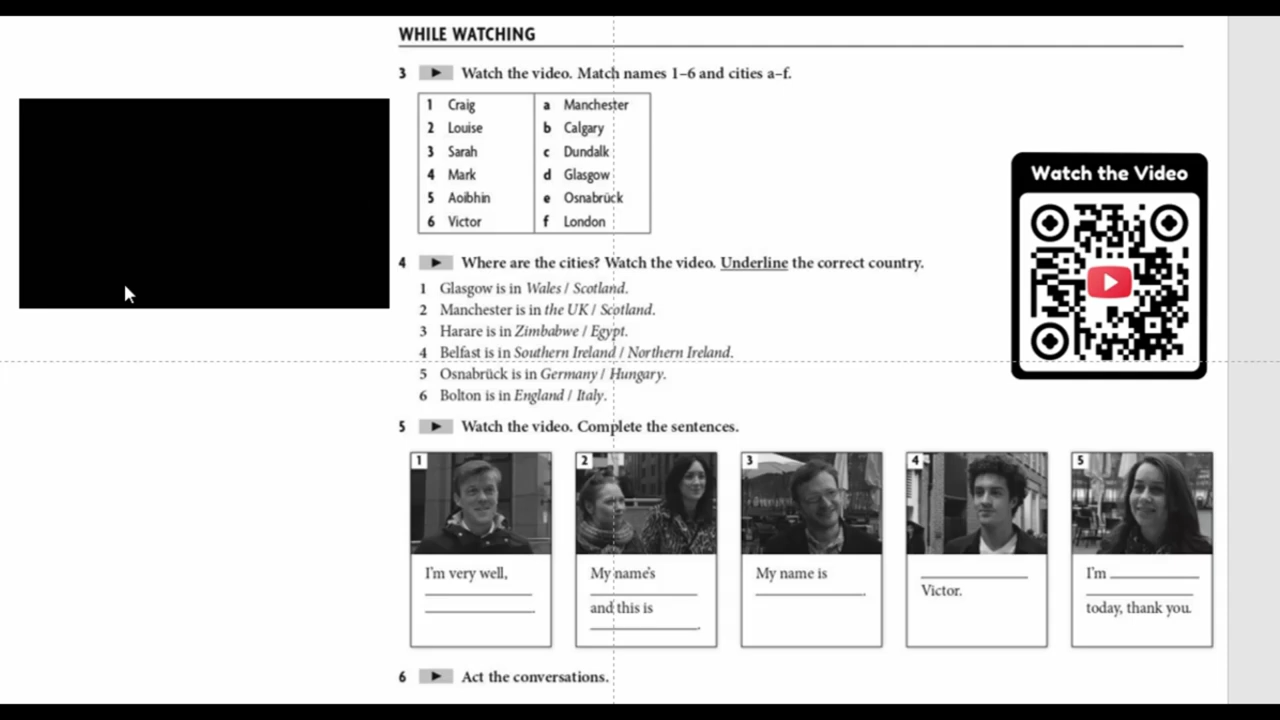 WHILE WATCHING
3 Watch the video. Match names 1–6 and cities a–f.
1 Craig a Manchester
2 Louise b Calgary
3 Sarah c Dundalk
4 Mark d Glasgow
5 Aoibhin e Osnabrück
6 Victor f London
Watch the Video
4 Where are the cities? Watch the video. Underline the correct country.
1 Glasgow is in Wales / Scotland.
2 Manchester is in the UK / Scotland.
3 Harare is in Zimbabwe / Egypt.
4 Belfast is in Southern Ireland / Northern Ireland.
5 Osnabrück is in Germany / Hungary.
6 Bolton is in England / Italy.
5 Watch the video. Complete the sentences.
1
I'm very well,
2
My name's
and this is
.
3
My name is
.
4
Victor.
5
I'm
today, thank you.
6 Act the conversations.